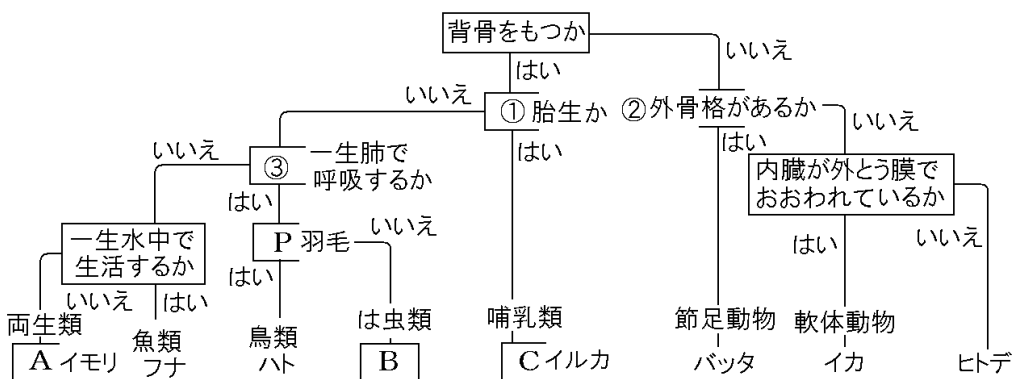 背骨をもつか
いいえ
はい
いいえ
①胎生か
②外骨格があるか
いいえ
はい
はい
いいえ
③ 一生肺で
呼吸するか
内臓が外とう膜で
おおわれているか
はい
いいえ
P 羽毛
一生水中で
生活するか
はい
はい
いいえ
いいえ
はい
両生類
魚類
鳥類
は虫類
哺乳類
節足動物
軟体動物
A イモリ
フナ
ハト
B
C イルカ
バッタ
イカ
ヒトデ